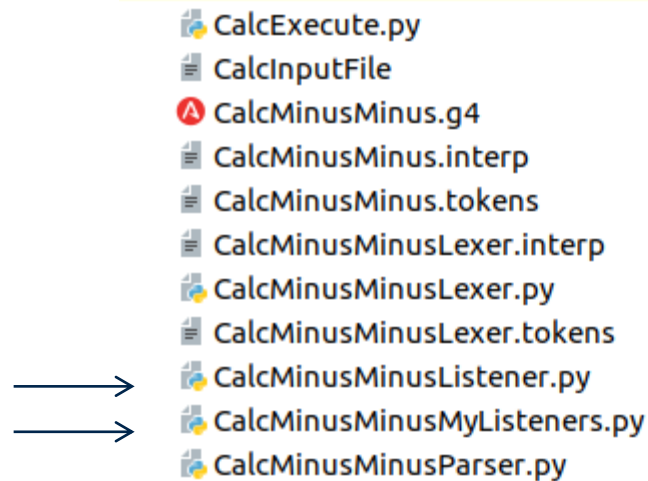 CalcExecute.py
CalcInputFile
CalcMinusMinus.g4
CalcMinusMinus.interp
CalcMinusMinus.tokens
CalcMinusMinusLexer.interp
CalcMinusMinusLexer.py
CalcMinusMinusLexer.tokens
CalcMinusMinusListener.py
CalcMinusMinusMyListeners.py
CalcMinusMinusParser.py